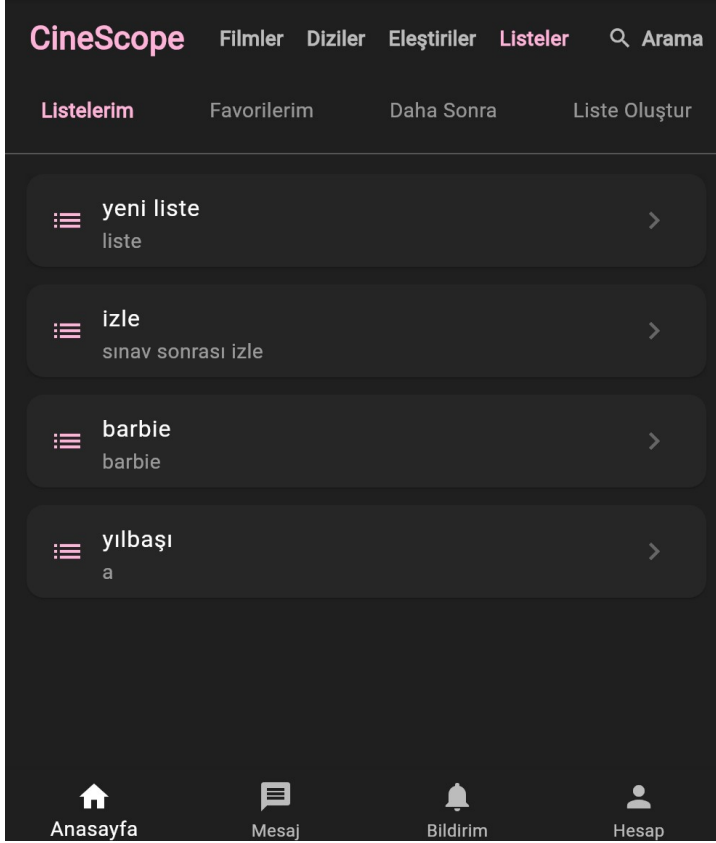 CineScope Filmler Diziler Eleştiriler Listeler Arama
Listelerim Favorilerim Daha Sonra Liste Oluştur
yeni liste
liste
izle
sınav sonrası izle
barbie
barbie
yılbaşı
a
Anasayfa Mesaj Bildirim Hesap